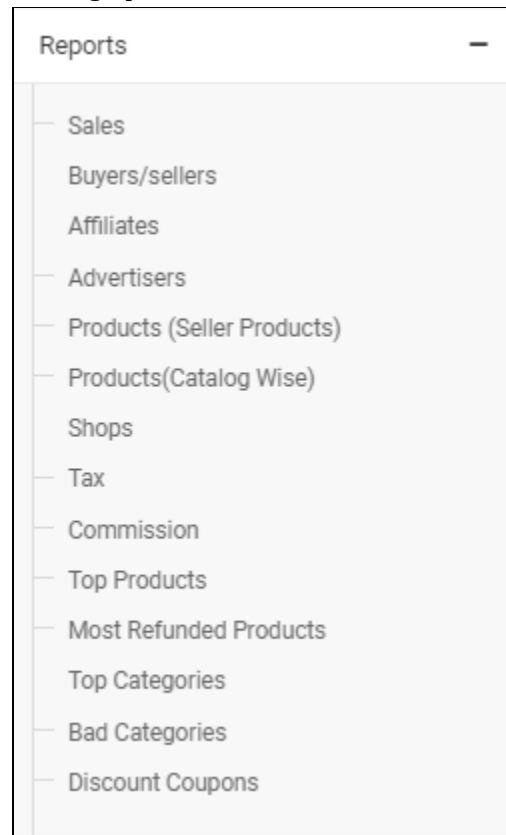 Reports
Sales
Buyers/sellers
Affiliates
Advertisers
Products (Seller Products)
Products(Catalog Wise)
Shops
Tax
Commission
Top Products
Most Refunded Products
Top Categories
Bad Categories
Discount Coupons